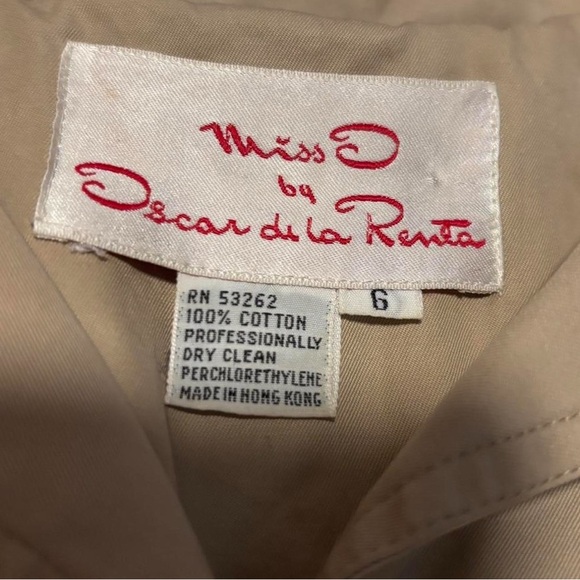 Miss O
by
Oscar de la Renta
RN 53262
100% COTTON
PROFESSIONALLY
DRY CLEAN
PERCHLORETHYLENE
MADE IN HONG KONG
6